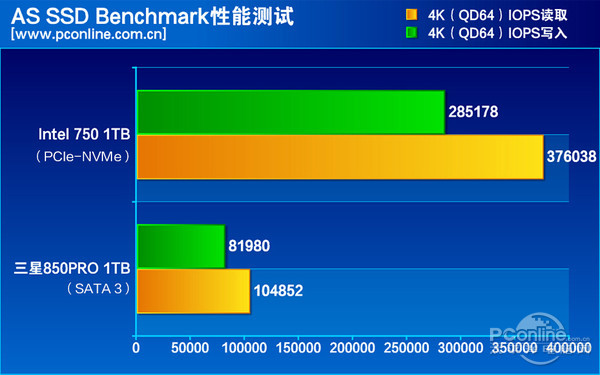 AS SSD Benchmark性能测试
[www.pconline.com.cn]
4K（QD64）IOPS读取
4K（QD64）IOPS写入
Intel 750 1TB
（PCIe-NVMe）
285178
376038
三星850PRO 1TB
（SATA 3）
81980
104852
0 50000 100000 150000 200000 250000 300000 350000 400000
PConline.com.cn